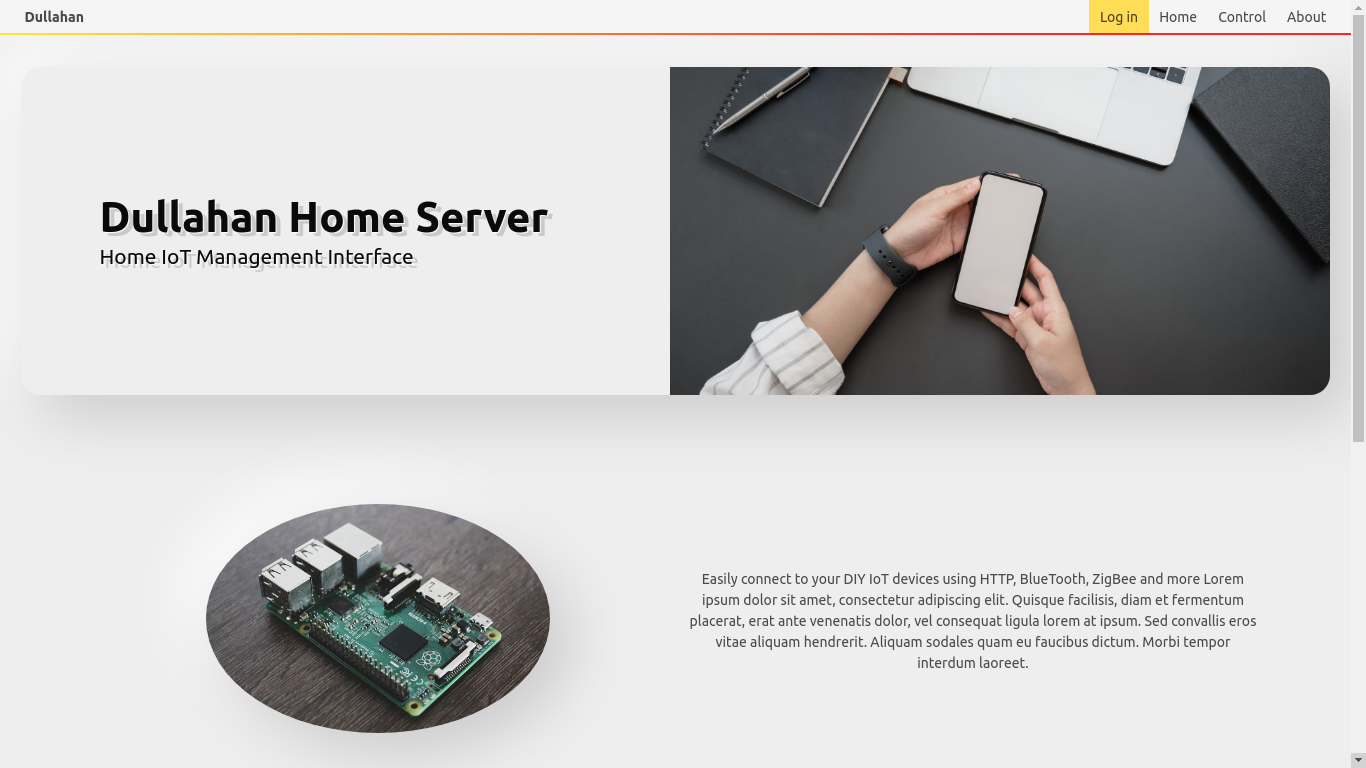 Dullahan
Log in
Home
Control
About
Dullahan Home Server
Home IoT Management Interface
Easily connect to your DIY IoT devices using HTTP, BlueTooth, ZigBee and more Lorem
ipsum dolor sit amet, consectetur adipiscing elit. Quisque facilisis, diam et fermentum
placerat, erat ante venenatis dolor, vel consequat ligula lorem at ipsum. Sed convallis eros
vitae aliquam hendrerit. Aliquam sodales quam eu faucibus dictum. Morbi tempor
interdum laoreet.